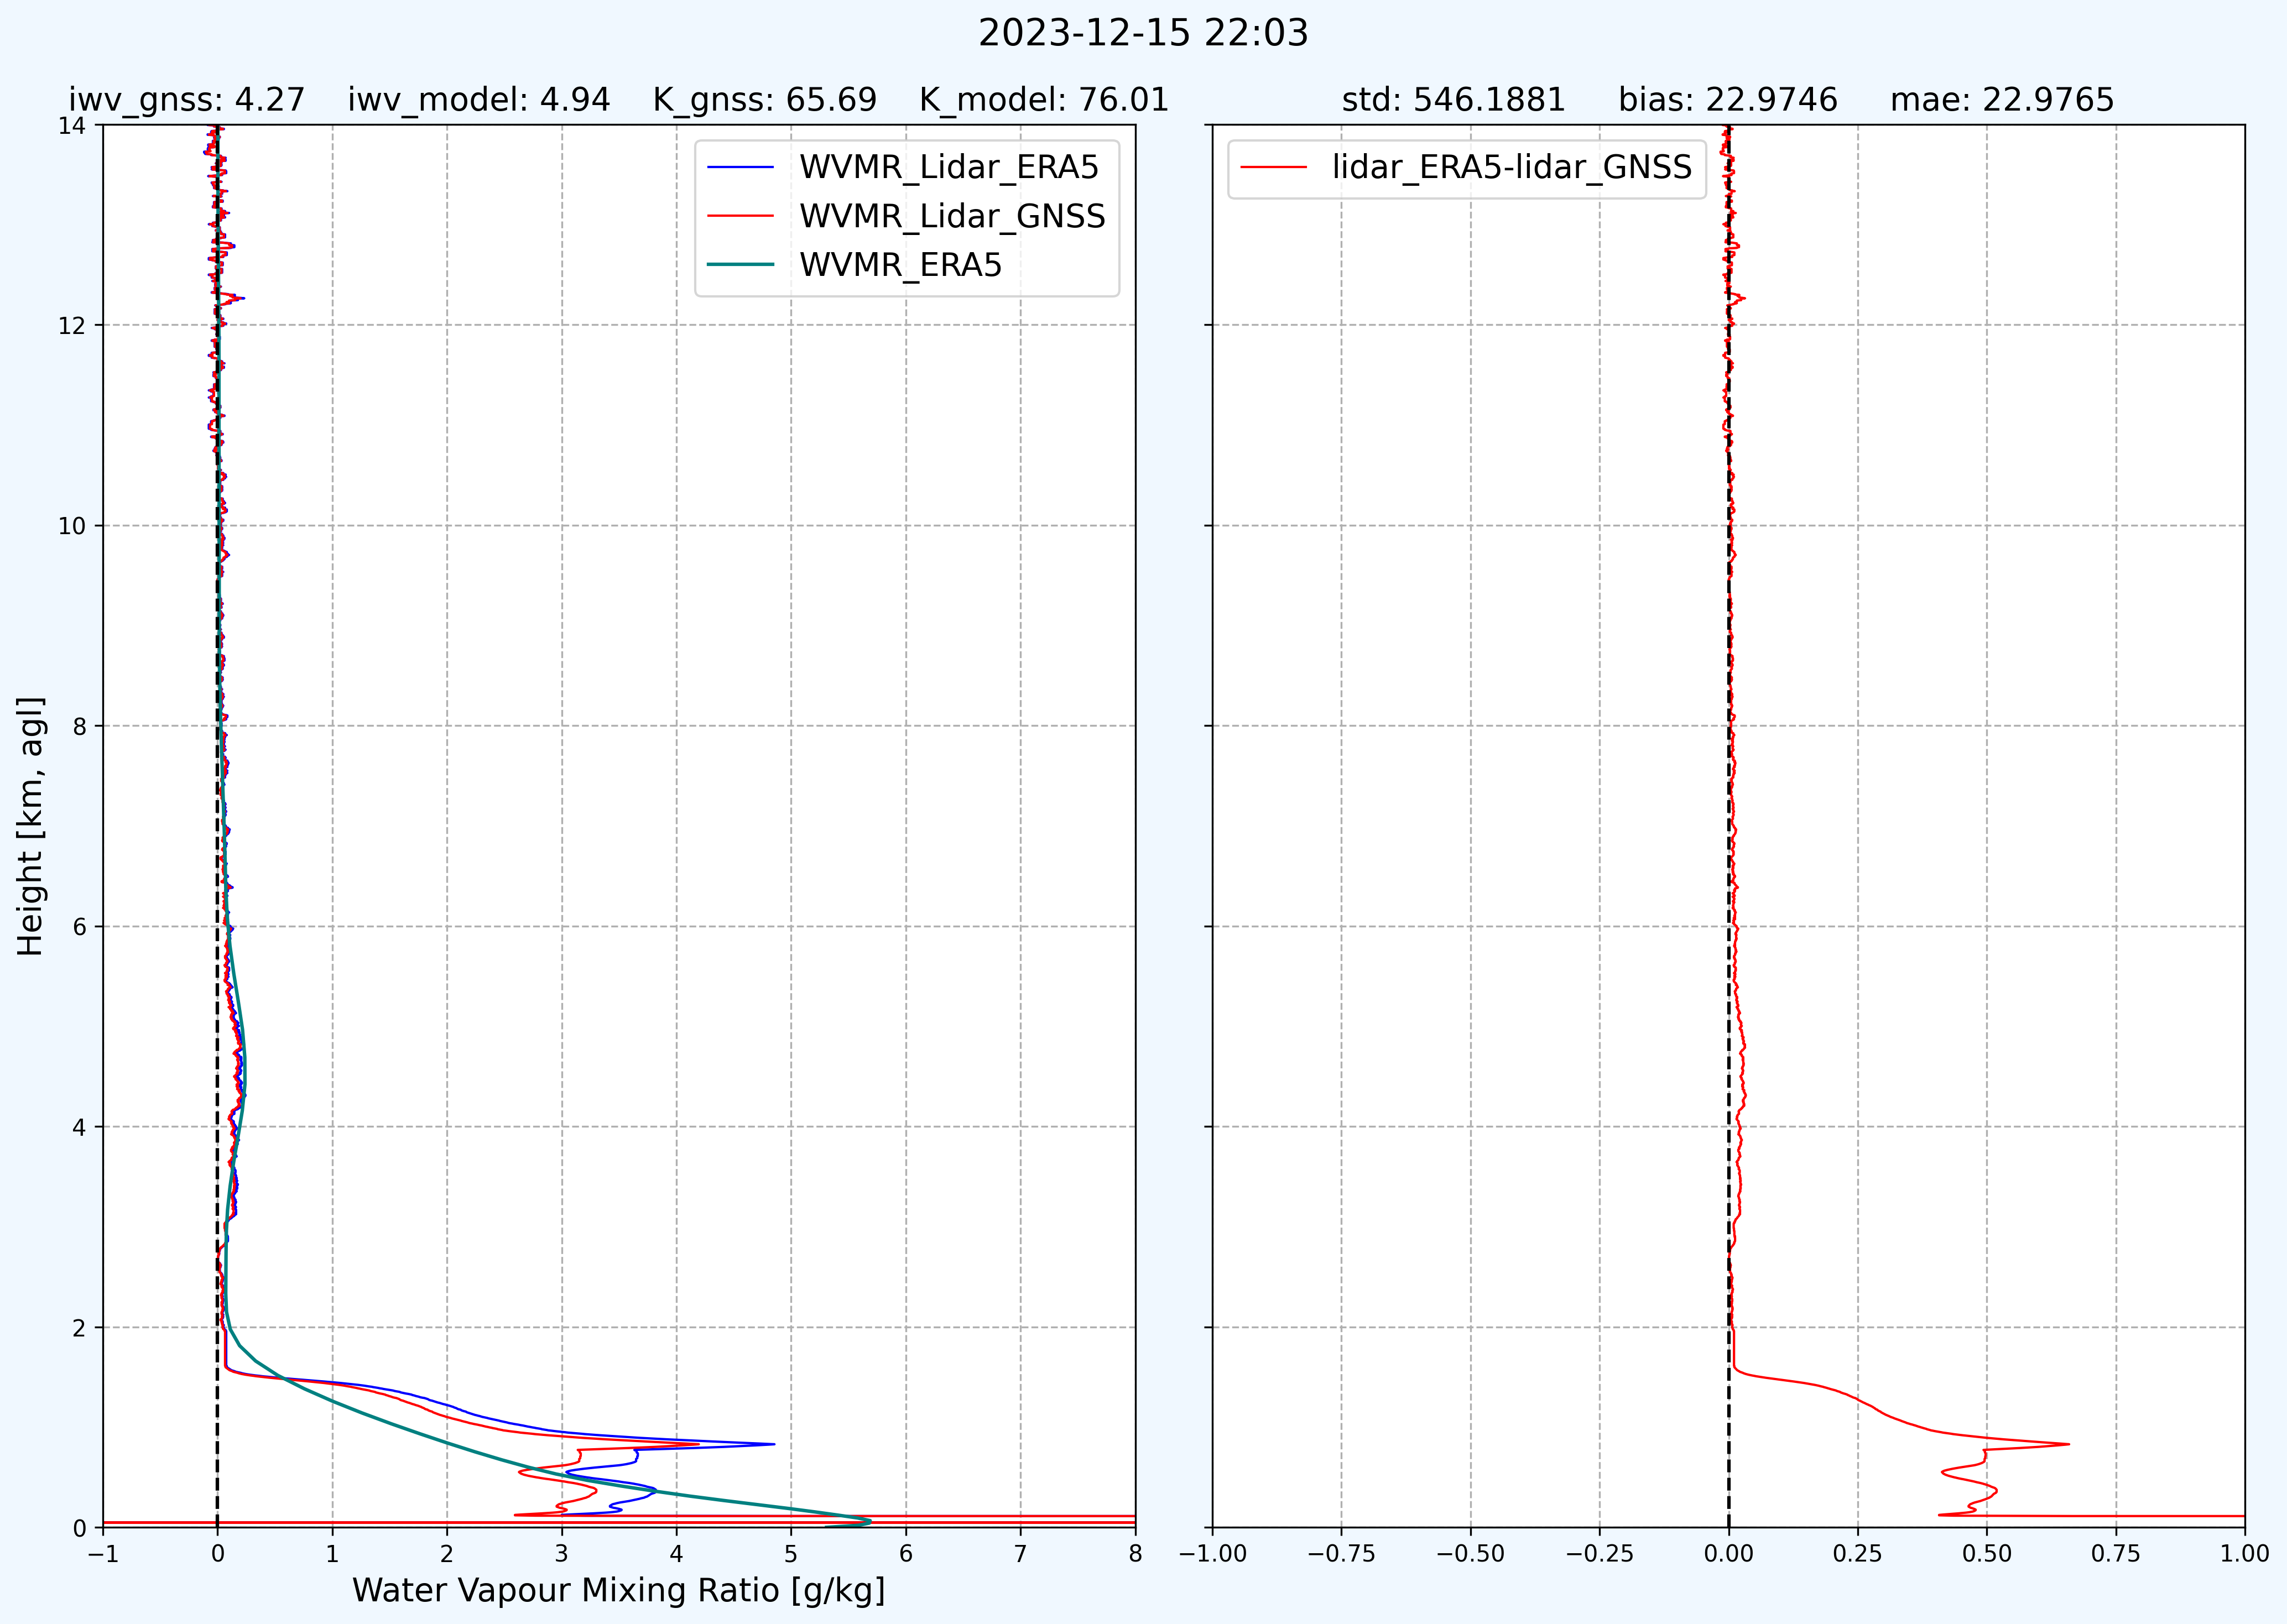 2023-12-15 22:03
iwv_gnss: 4.27 iwv_model: 4.94 K_gnss: 65.69 K_model: 76.01
std: 546.1881 bias: 22.9746 mae: 22.9765
WVMR_Lidar_ERA5
WVMR_Lidar_GNSS
WVMR_ERA5
lidar_ERA5-lidar_GNSS
Height [km, agl]
14
12
10
8
6
4
2
0
−1 0 1 2 3 4 5 6 7 8
Water Vapour Mixing Ratio [g/kg]
−1.00 −0.75 −0.50 −0.25 0.00 0.25 0.50 0.75 1.00